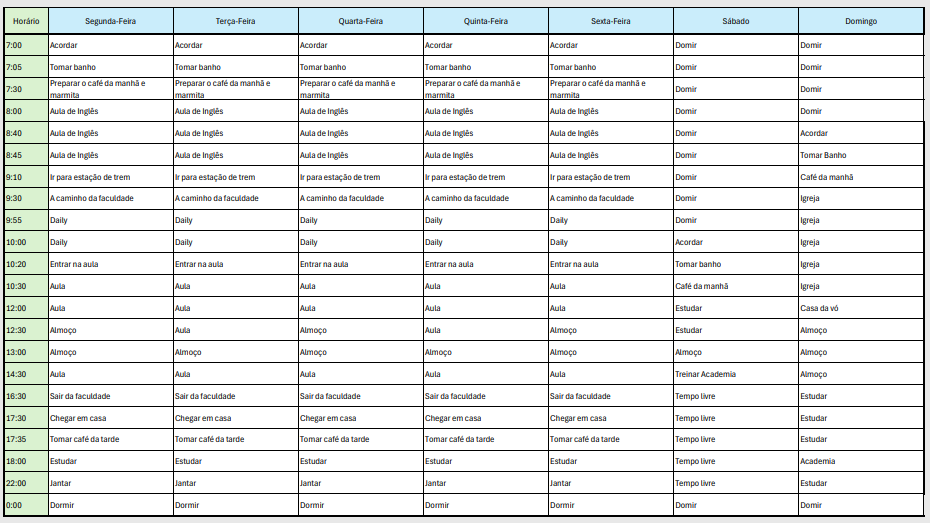 Horário Segunda-Feira Terça-Feira Quarta-Feira Quinta-Feira Sexta-Feira Sábado Domingo
7:00 Acordar Acordar Acordar Acordar Acordar Domir Domir
7:05 Tomar banho Tomar banho Tomar banho Tomar banho Tomar banho Domir Domir
7:30 Preparar o café da manhã e marmita Preparar o café da manhã e marmita Preparar o café da manhã e marmita Preparar o café da manhã e marmita Preparar o café da manhã e marmita Domir Domir
8:00 Aula de Inglês Aula de Inglês Aula de Inglês Aula de Inglês Aula de Inglês Domir Domir
8:40 Aula de Inglês Aula de Inglês Aula de Inglês Aula de Inglês Aula de Inglês Domir Acordar
8:45 Aula de Inglês Aula de Inglês Aula de Inglês Aula de Inglês Aula de Inglês Domir Tomar Banho
9:10 Ir para estação de trem Ir para estação de trem Ir para estação de trem Ir para estação de trem Ir para estação de trem Domir Café da manhã
9:30 A caminho da faculdade A caminho da faculdade A caminho da faculdade A caminho da faculdade A caminho da faculdade Domir Igreja
9:55 Daily Daily Daily Daily Daily Domir Igreja
10:00 Daily Daily Daily Daily Daily Acordar Igreja
10:20 Entrar na aula Entrar na aula Entrar na aula Entrar na aula Entrar na aula Tomar banho Igreja
10:30 Aula Aula Aula Aula Aula Café da manhã Igreja
12:00 Aula Aula Aula Aula Aula Estudar Casa da vó
12:30 Almoço Aula Almoço Aula Almoço Estudar Almoço
13:00 Almoço Almoço Almoço Almoço Almoço Almoço Almoço
14:30 Aula Aula Aula Aula Aula Treinar Academia Almoço
16:30 Sair da faculdade Sair da faculdade Sair da faculdade Sair da faculdade Sair da faculdade Tempo livre Estudar
17:30 Chegar em casa Chegar em casa Chegar em casa Chegar em casa Chegar em casa Tempo livre Estudar
17:35 Tomar café da tarde Tomar café da tarde Tomar café da tarde Tomar café da tarde Tomar café da tarde Tempo livre Estudar
18:00 Estudar Estudar Estudar Estudar Estudar Tempo livre Academia
22:00 Jantar Jantar Jantar Jantar Jantar Tempo livre Estudar
0:00 Dormir Dormir Dormir Dormir Dormir Domir Domir